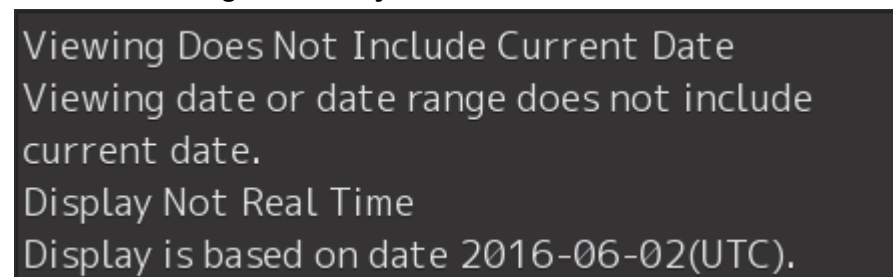 Viewing Does Not Include Current Date
Viewing date or date range does not include
current date.
Display Not Real Time
Display is based on date 2016-06-02(UTC).